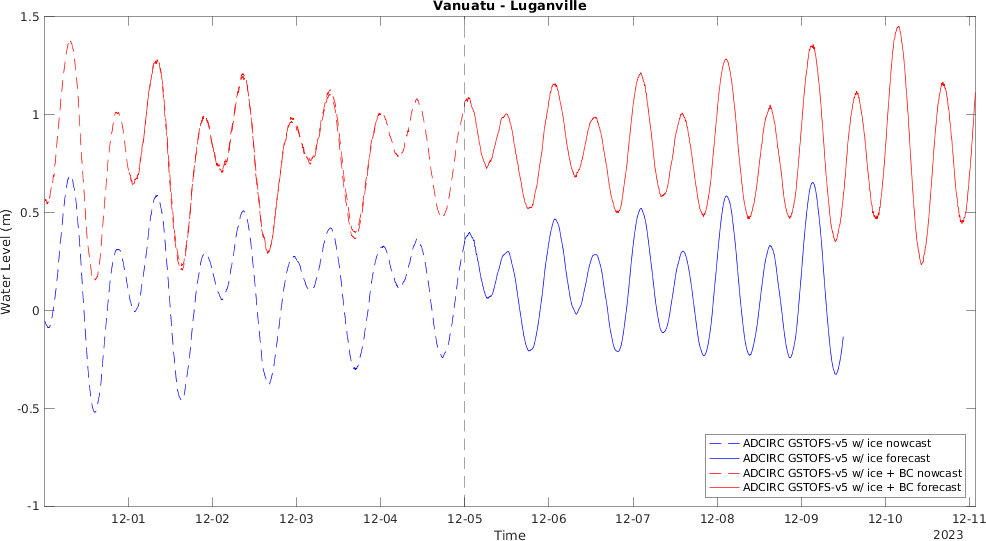 Vanuatu - Luganville
1.5
1
0.5
0
-0.5
-1
Water Level (m)
12-01 12-02 12-03 12-04 12-05 12-06 12-07 12-08 12-09 12-10 12-11
Time
2023
ADCIRC GSTOFS-v5 w/ ice nowcast
ADCIRC GSTOFS-v5 w/ ice forecast
ADCIRC GSTOFS-v5 w/ ice + BC nowcast
ADCIRC GSTOFS-v5 w/ ice + BC forecast